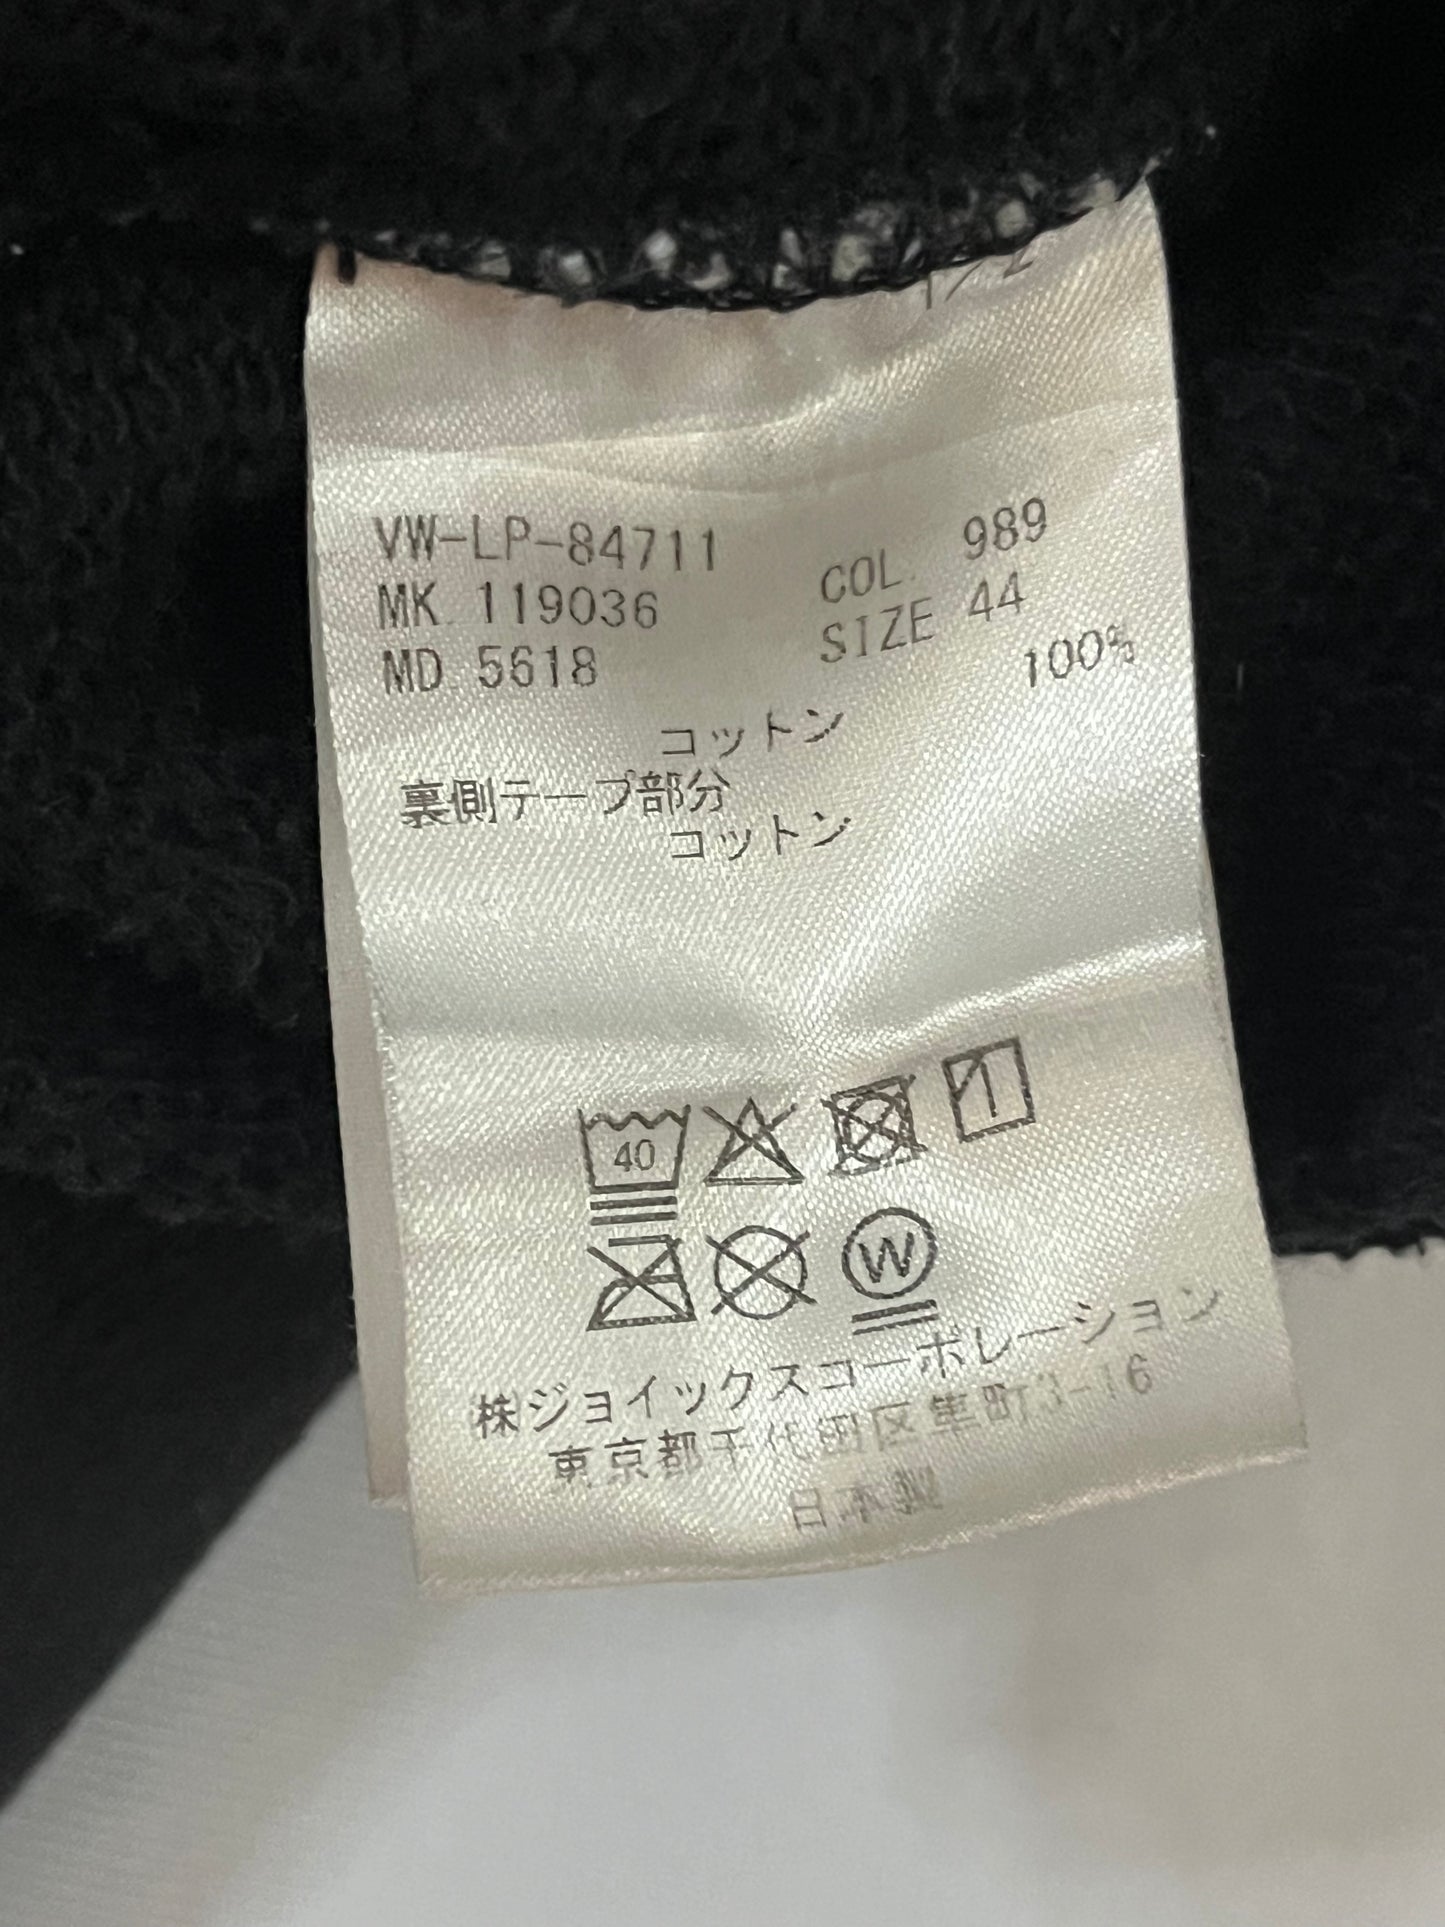 1/2
VW-LP-84711 COL. 989
MK. 119036 SIZE 44
MD. 5618 100%
コットン
裏側テープ部分
コットン
40
W
㈱ジョイックスコーポレーション
東京都千代田区隼町3-16
日本製